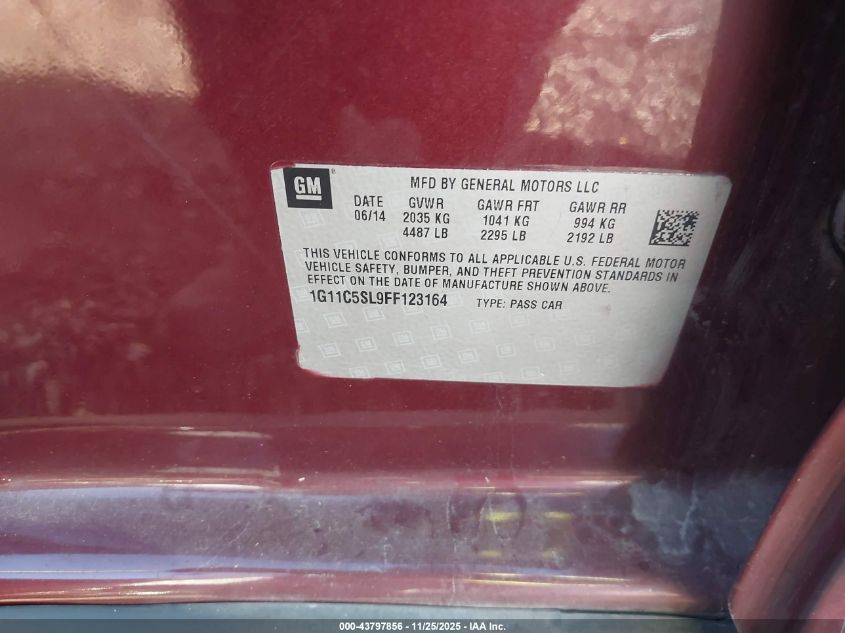 GM
MFD BY GENERAL MOTORS LLC
DATE GVWR GAWR FRT GAWR RR
06/14 2035 KG 1041 KG 994 KG
4487 LB 2295 LB 2192 LB
THIS VEHICLE CONFORMS TO ALL APPLICABLE U.S. FEDERAL MOTOR
VEHICLE SAFETY, BUMPER, AND THEFT PREVENTION STANDARDS IN
EFFECT ON THE DATE OF MANUFACTURE SHOWN ABOVE.
1G11C5SL9FF123164 TYPE: PASS CAR
000-43797856 - 11/25/2025 - IAA Inc.